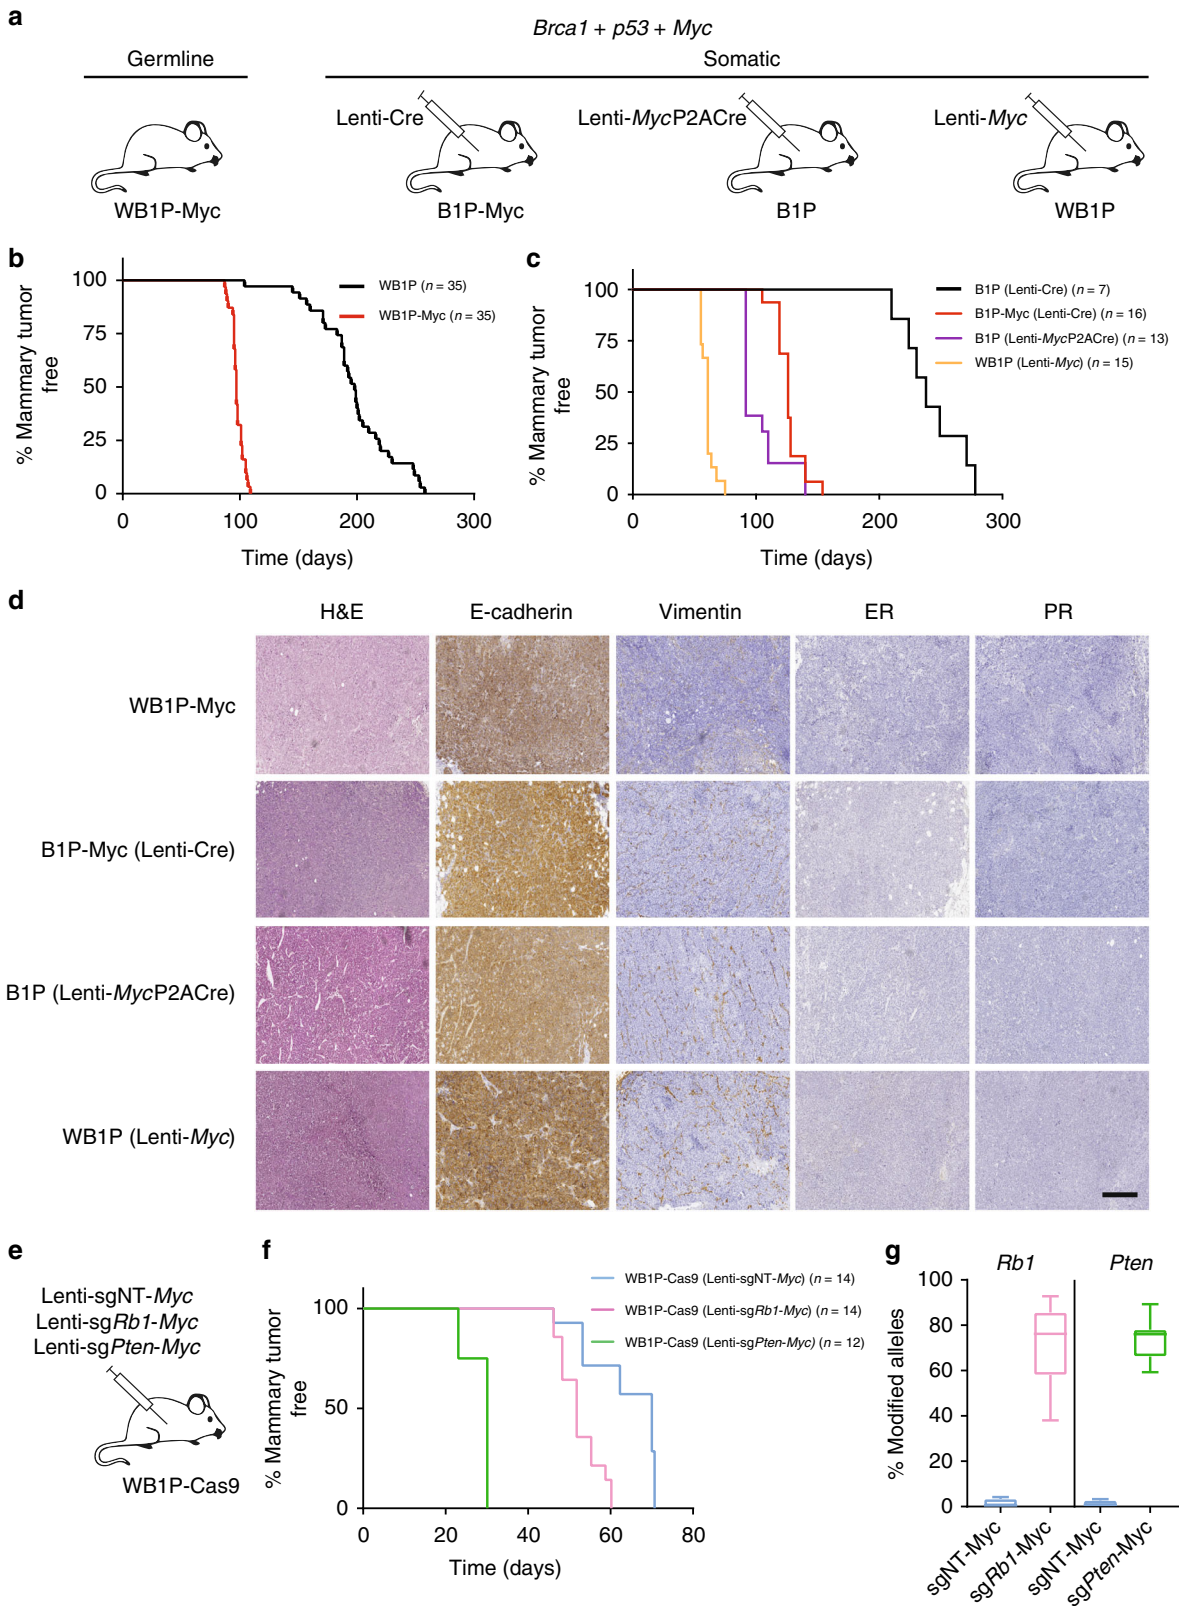 a
Brca1 + p53 + Myc
Germline
Somatic
Lenti-Cre
Lenti-MycP2ACre
Lenti-Myc
WB1P-Myc
B1P-Myc
B1P
WB1P
b
% Mammary tumor
free
100
75
50
25
0
0
100
200
300
Time (days)
WB1P (n = 35)
WB1P-Myc (n = 35)
c
% Mammary tumor
free
100
75
50
25
0
0
100
200
300
Time (days)
B1P (Lenti-Cre) (n = 7)
B1P-Myc (Lenti-Cre) (n = 16)
B1P (Lenti-MycP2ACre) (n = 13)
WB1P (Lenti-Myc) (n = 15)
d
H&E
E-cadherin
Vimentin
ER
PR
WB1P-Myc
B1P-Myc (Lenti-Cre)
B1P (Lenti-MycP2ACre)
WB1P (Lenti-Myc)
e
Lenti-sgNT-Myc
Lenti-sgRb1-Myc
Lenti-sgPten-Myc
WB1P-Cas9
f
% Mammary tumor
free
100
50
0
0
20
40
60
80
Time (days)
WB1P-Cas9 (Lenti-sgNT-Myc) (n = 14)
WB1P-Cas9 (Lenti-sgRb1-Myc) (n = 14)
WB1P-Cas9 (Lenti-sgPten-Myc) (n = 12)
g
Rb1
Pten
% Modified alleles
100
80
60
40
20
0
sgNT-Myc
sgRb1-Myc
sgNT-Myc
sgPten-Myc